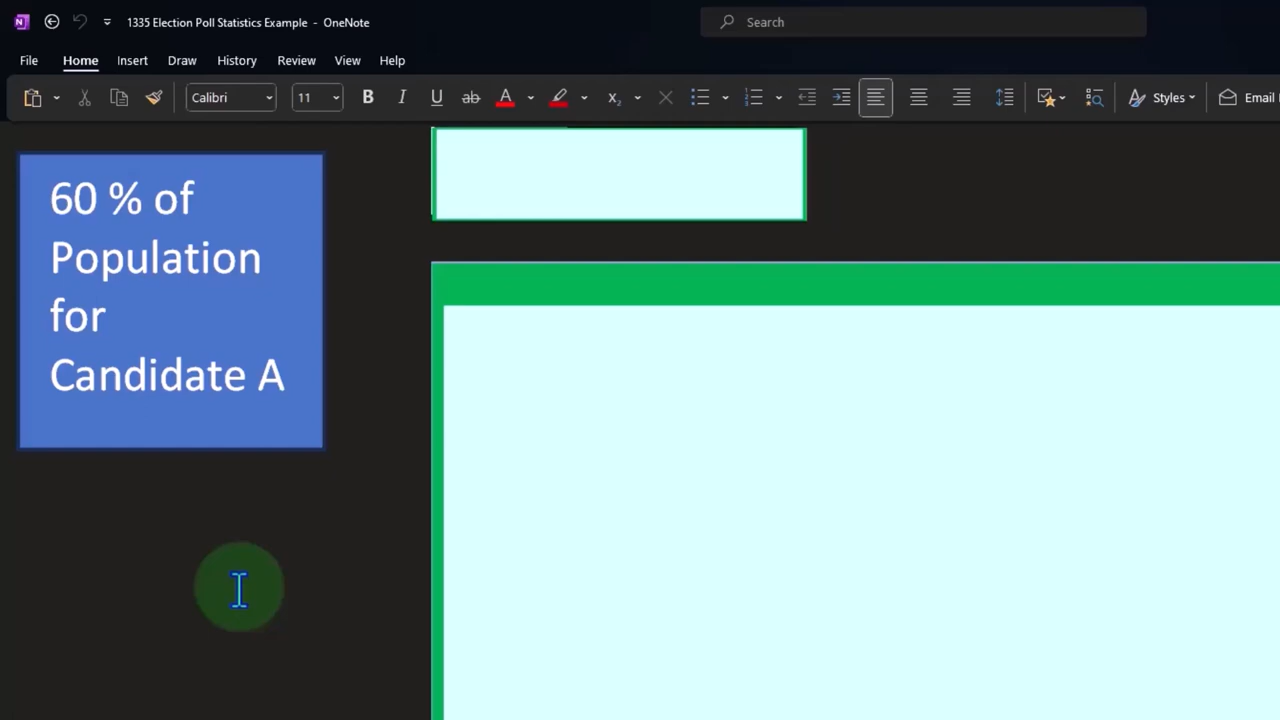 1335 Election Poll Statistics Example - OneNote
Search
File Home Insert Draw History Review View Help
Calibri 11 Styles Email
60 % of
Population
for
Candidate A